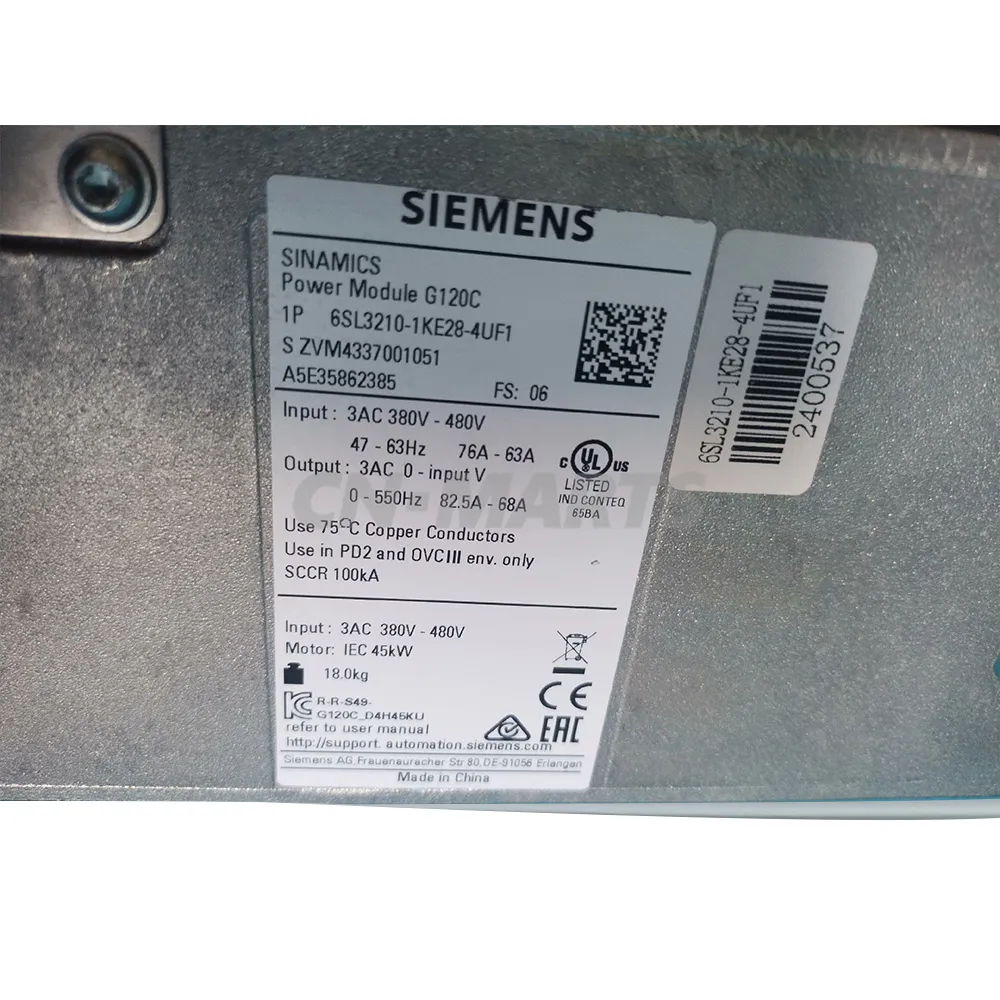 SIEMENS
SINAMICS
Power Module G120C
1P 6SL3210-1KE28-4UF1
S ZVM4337001051
A5E35862385 FS: 06
Input: 3AC 380V - 480V
47 - 63Hz 76A - 63A
Output: 3AC 0 - input V
0 - 550Hz 82.5A - 68A
Use 75°C Copper Conductors
Use in PD2 and OVCIII env. only
SCCR 100kA
C UL US
LISTED
IND CONTEQ
65BA
Input: 3AC 380V - 480V
Motor: IEC 45kW
18.0kg
R-R-S49-
G120C_D4H45KU
refer to user manual
http://support.automation.siemens.com
CE
EAC
Siemens AG,Frauenauracher Str 80,DE-91056 Erlangen
Made in China
6SL3210-1KE28-4UF1
2400537
CN-MARTS